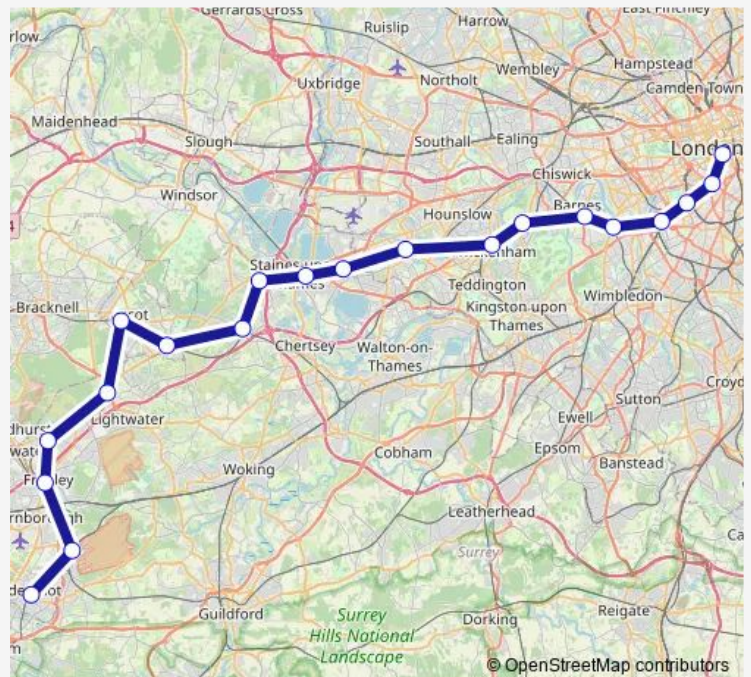 Gerrards Cross
Ruislip
Harrow
East Finchley
Uxbridge
Northolt
Wembley
Hampstead
Camden Town
Maidenhead
Slough
Southall
Ealing
London
Windsor
Chiswick
Hounslow
Barnes
4
Teddington
Bracknell
Kingston upon
Thames
Wimbledon
Chertsey
Walton-on-
Thames
Lightwater
Sutton
Croyd
Ewell
Woking
Cobham
Epsom
Banstead
Leatherhead
Surrey
Guildford
Surrey
Hills National
Landscape
Dorking
Reigate
© OpenStreetMap contributors